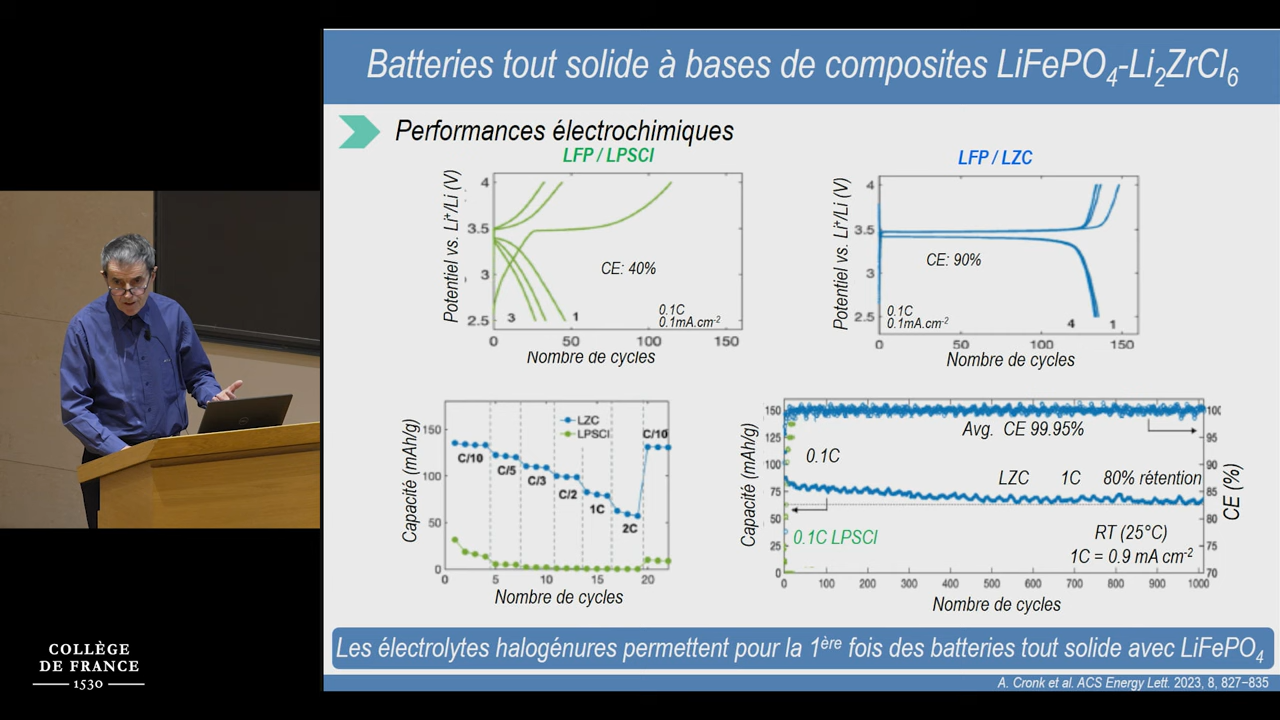 Batteries tout solide à bases de composites LiFePO4-Li2ZrCl6
Performances électrochimiques
LFP / LPSCI
Potentiel vs. Li⁺/Li (V)
4
3.5
3
2.5
CE: 40%
3
1
0.1C
0.1mA.cm⁻²
0
50
100
150
Nombre de cycles
LFP / LZC
Potentiel vs. Li⁺/Li (V)
4
3.5
3
2.5
CE: 90%
0.1C
0.1mA.cm⁻²
4
1
0
50
100
150
Nombre de cycles
Capacité (mAh/g)
150
100
50
0
LZC
LPSCI
C/10
C/5
C/3
C/2
1C
2C
C/10
0
5
10
15
20
Nombre de cycles
Capacité (mAh/g)
150
125
100
75
50
25
0
Avg. CE 99.95%
0.1C
LZC 1C 80% rétention
0.1C LPSCI
RT (25°C)
1C = 0.9 mA cm⁻²
100
95
90
85
80
75
70
CE (%)
0
100
200
300
400
500
600
700
800
900
1000
Nombre de cycles
Les électrolytes halogénures permettent pour la 1ère fois des batteries tout solide avec LiFePO4
A. Cronk et al. ACS Energy Lett. 2023, 8, 827−835
COLLÈGE
DE FRANCE
1530